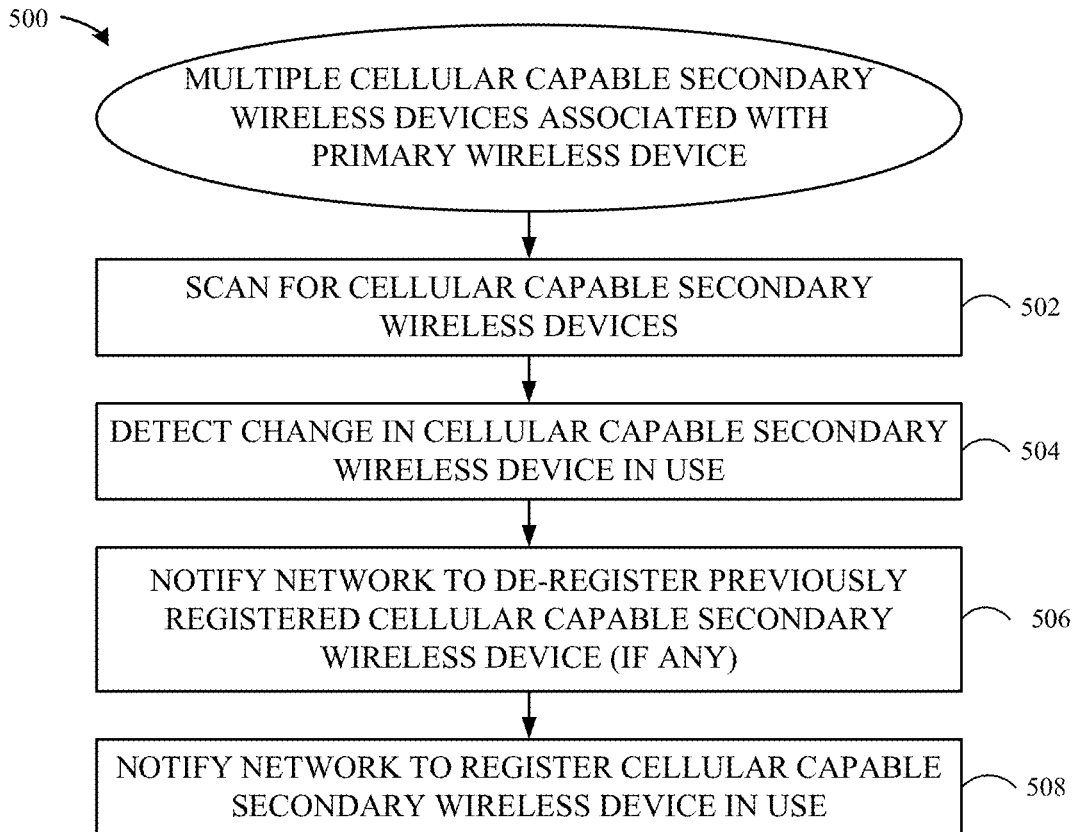 500
MULTIPLE CELLULAR CAPABLE SECONDARY
WIRELESS DEVICES ASSOCIATED WITH
PRIMARY WIRELESS DEVICE
SCAN FOR CELLULAR CAPABLE SECONDARY
WIRELESS DEVICES
502
DETECT CHANGE IN CELLULAR CAPABLE SECONDARY
WIRELESS DEVICE IN USE
504
NOTIFY NETWORK TO DE-REGISTER PREVIOUSLY
REGISTERED CELLULAR CAPABLE SECONDARY
WIRELESS DEVICE (IF ANY)
506
NOTIFY NETWORK TO REGISTER CELLULAR CAPABLE
SECONDARY WIRELESS DEVICE IN USE
508